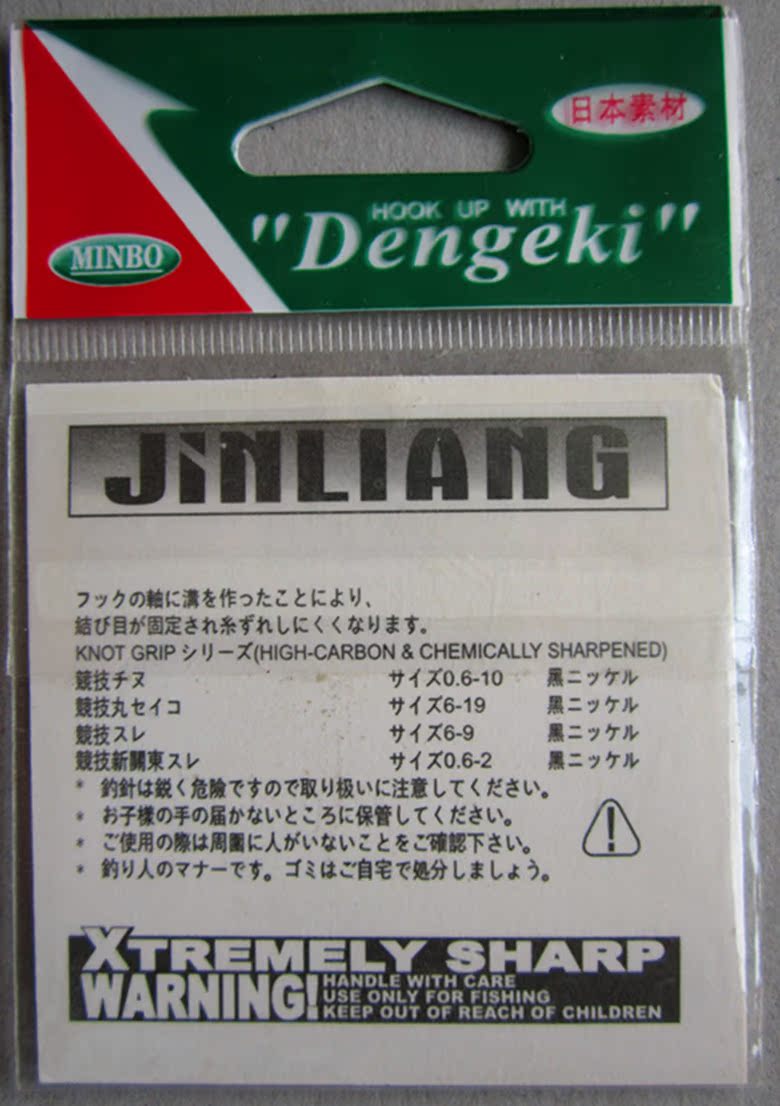 日本素材
HOOK UP WITH
"Dengeki"
MINBO
JiNLIANG
フックの軸に溝を作ったことにより、
結び目が固定され糸ずれしにくくなります。
KNOT GRIP シリーズ(HIGH-CARBON & CHEMICALLY SHARPENED)
競技チヌ サイズ0.6-10 黒ニッケル
競技丸セイコ サイズ6-19 黒ニッケル
競技スレ サイズ6-9 黒ニッケル
競技新關東スレ サイズ0.6-2 黒ニッケル
* 釣針は鋭く危險ですので取り扱いに注意してください。
* お子様の手の届かないところに保管してください。
* ご使用の際は周圍に人がいないことをご確認下さい。
* 釣り人のマナーです。ゴミはご自宅で処分しましょう。
!
XTREMELY SHARP
WARNING!
HANDLE WITH CARE
USE ONLY FOR FISHING
KEEP OUT OF REACH OF CHILDREN